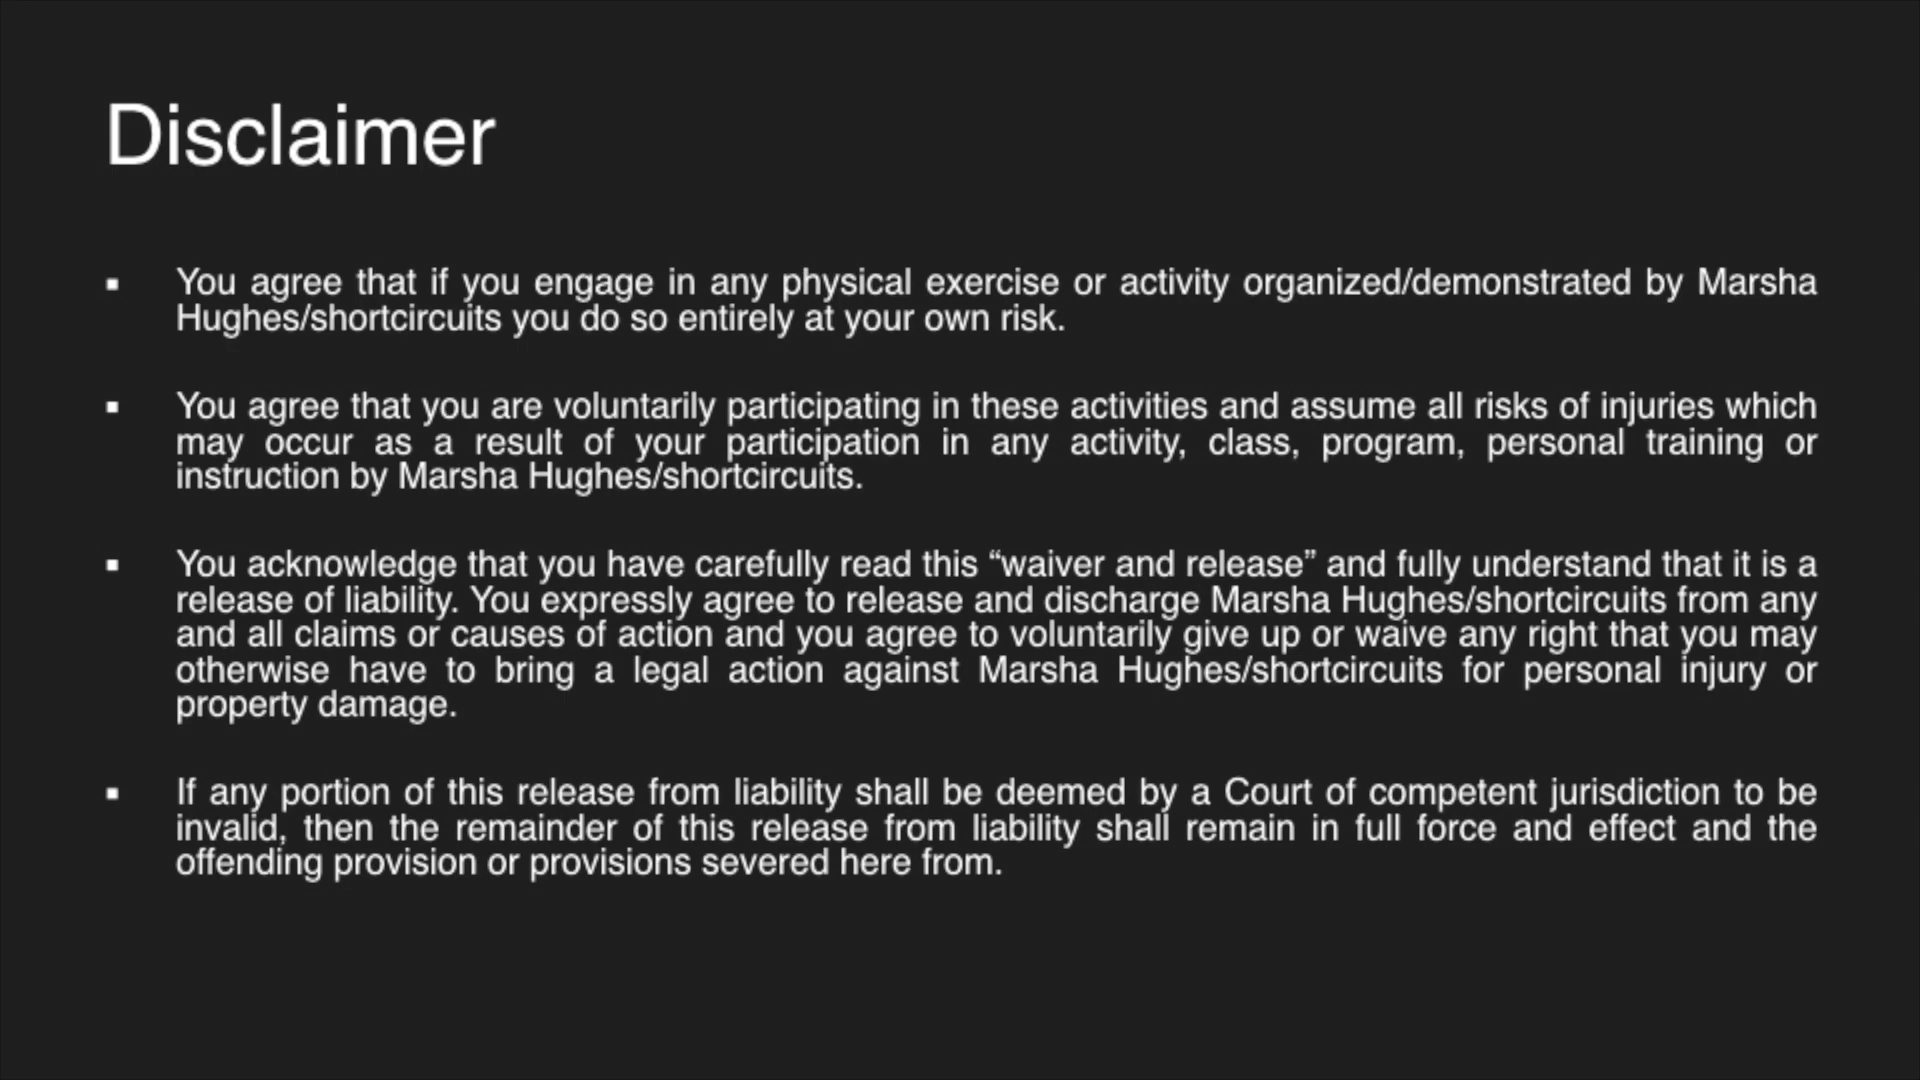 Disclaimer
▪ You agree that if you engage in any physical exercise or activity organized/demonstrated by Marsha
Hughes/shortcircuits you do so entirely at your own risk.
▪ You agree that you are voluntarily participating in these activities and assume all risks of injuries which
may occur as a result of your participation in any activity, class, program, personal training or
instruction by Marsha Hughes/shortcircuits.
▪ You acknowledge that you have carefully read this “waiver and release” and fully understand that it is a
release of liability. You expressly agree to release and discharge Marsha Hughes/shortcircuits from any
and all claims or causes of action and you agree to voluntarily give up or waive any right that you may
otherwise have to bring a legal action against Marsha Hughes/shortcircuits for personal injury or
property damage.
▪ If any portion of this release from liability shall be deemed by a Court of competent jurisdiction to be
invalid, then the remainder of this release from liability shall remain in full force and effect and the
offending provision or provisions severed here from.